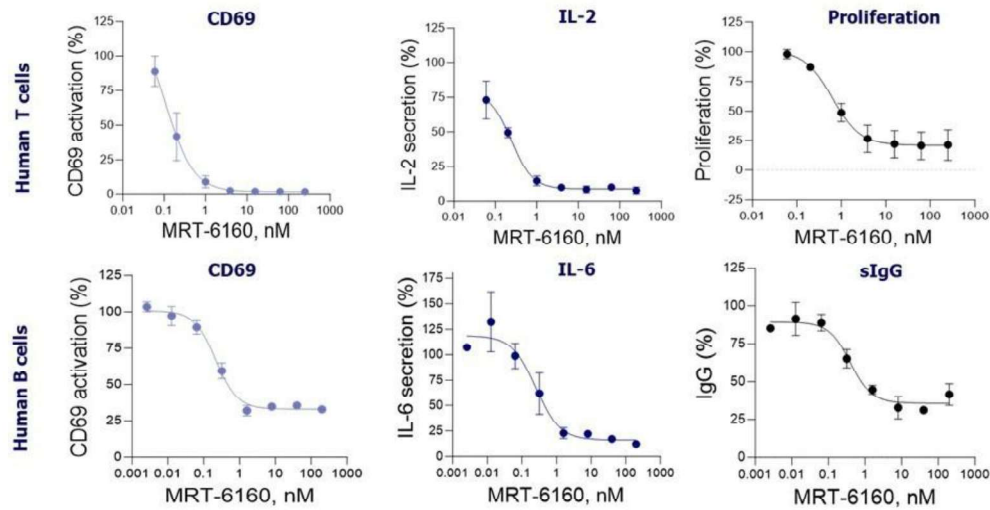 Human T cells
CD69
CD69 activation (%)
125
100
75
50
25
0
0.01 0.1 1 10 100 1000
MRT-6160, nM
IL-2
IL-2 secretion (%)
125
100
75
50
25
0
0.01 0.1 1 10 100 1000
MRT-6160, nM
Proliferation
Proliferation (%)
125
100
75
50
25
0
-25
0.01 0.1 1 10 100 1000
MRT-6160, nM
Human B cells
CD69
CD69 activation (%)
125
100
75
50
25
0
0.001 0.01 0.1 1 10 100 1000
MRT-6160, nM
IL-6
IL-6 secretion (%)
175
150
125
100
75
50
25
0
0.001 0.01 0.1 1 10 100 1000
MRT-6160, nM
sIgG
IgG (%)
125
100
75
50
25
0
0.001 0.01 0.1 1 10 100 1000
MRT-6160, nM